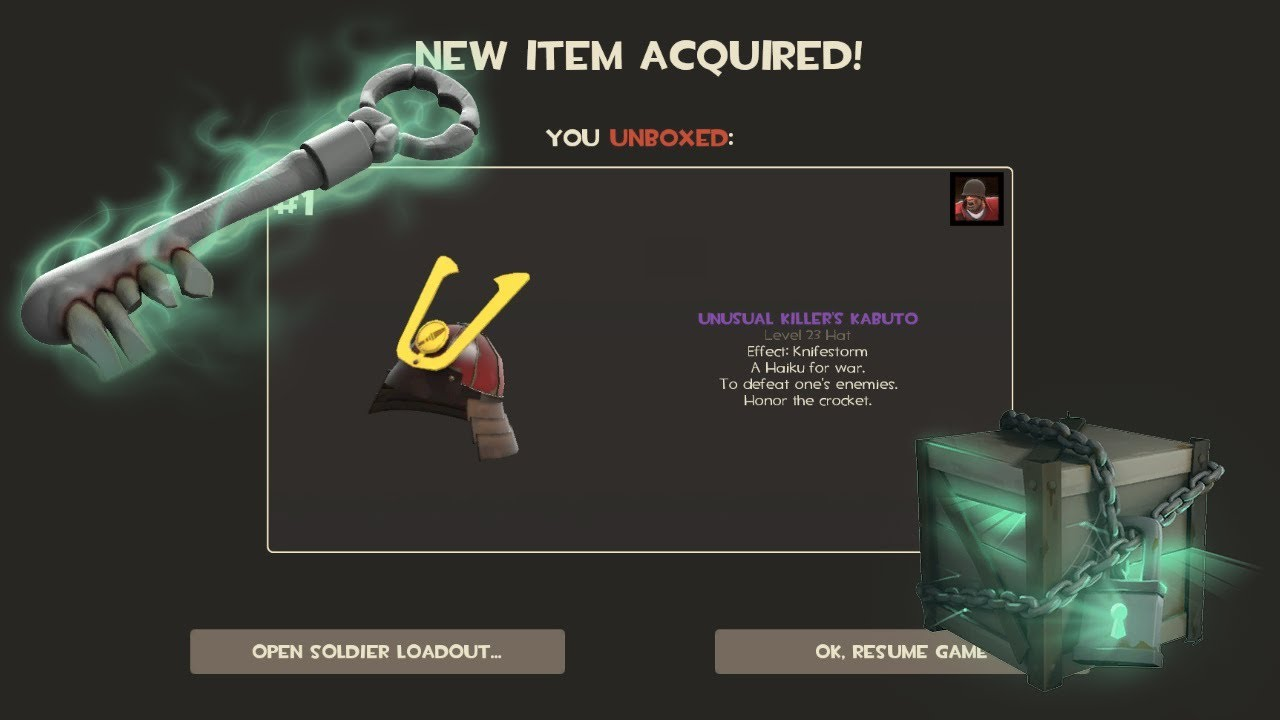 NEW ITEM ACQUIRED!
YOU UNBOXED:
#1
UNUSUAL KILLER'S KABUTO
Level 23 Hat
Effect: Knifestorm
A Haiku for war.
To defeat one's enemies.
Honor the crocket.
OPEN SOLDIER LOADOUT...
OK, RESUME GAME